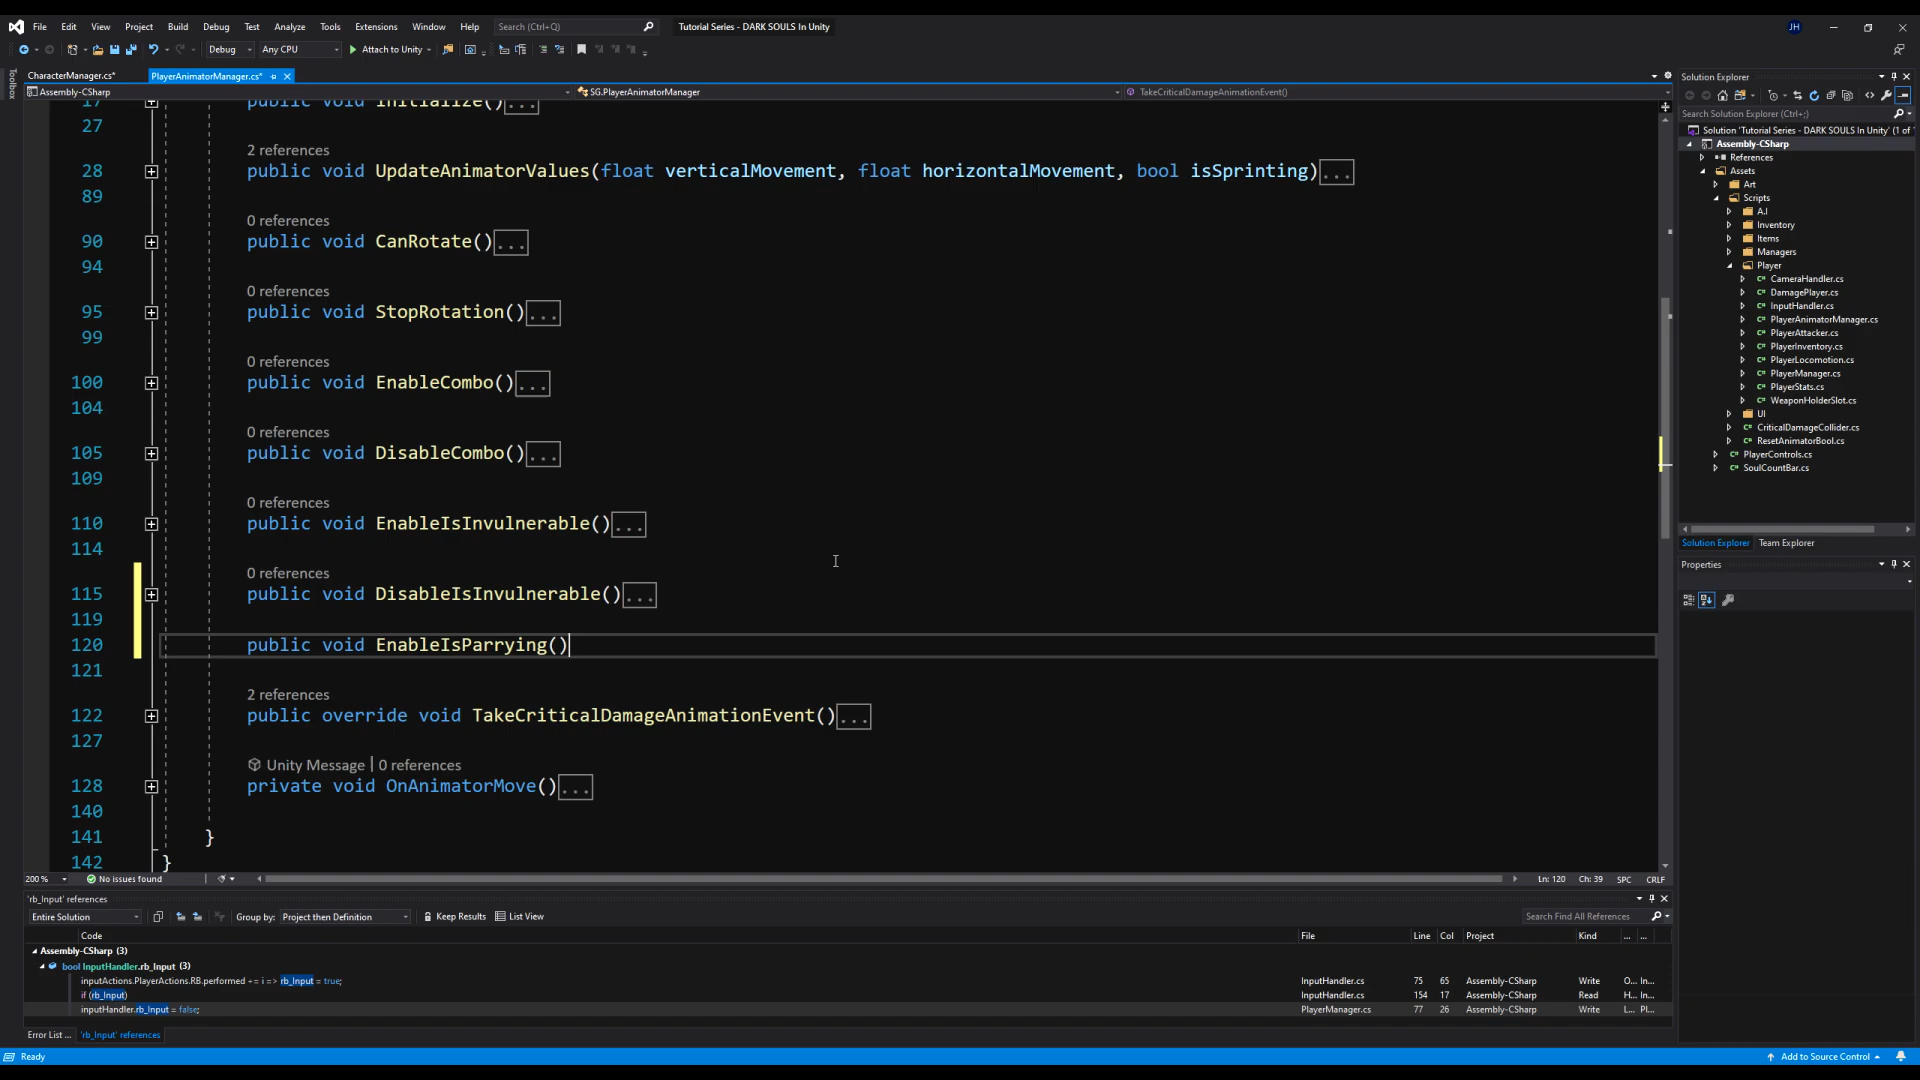 File Edit View Project Build Debug Test Analyze Tools Extensions Window Help Search (Ctrl+Q) Tutorial Series - DARK SOULS In Unity JH
Debug Any CPU Attach to Unity
Toolbox
CharacterManager.cs* PlayerAnimatorManager.cs*
Assembly-CSharp SG.PlayerAnimatorManager TakeCriticalDamageAnimationEvent()
17 public void Initialize()...
27
2 references
28 public void UpdateAnimatorValues(float verticalMovement, float horizontalMovement, bool isSprinting)...
89
0 references
90 public void CanRotate()...
94
0 references
95 public void StopRotation()...
99
0 references
100 public void EnableCombo()...
104
0 references
105 public void DisableCombo()...
109
0 references
110 public void EnableIsInvulnerable()...
114
0 references
115 public void DisableIsInvulnerable()...
119
120 public void EnableIsParrying()
121
2 references
122 public override void TakeCriticalDamageAnimationEvent()...
127
Unity Message | 0 references
128 private void OnAnimatorMove()...
140
141 }
142 }
200 % No issues found Ln: 120 Ch: 39 SPC CRLF
'rb_Input' references
Entire Solution Group by: Project then Definition Keep Results List View Search Find All References
Code File Line Col Project Kind ... ...
Assembly-CSharp (3)
bool InputHandler.rb_Input (3)
inputActions.PlayerActions.RB.performed += i => rb_Input = true; InputHandler.cs 75 65 Assembly-CSharp Write O... In...
if (rb_Input) InputHandler.cs 154 17 Assembly-CSharp Read H... In...
inputHandler.rb_Input = false; PlayerManager.cs 77 26 Assembly-CSharp Write L... Pl...
Error List ... 'rb_Input' references
Ready Add to Source Control
Solution Explorer
Search Solution Explorer (Ctrl+;)
Solution 'Tutorial Series - DARK SOULS In Unity' (1 of
Assembly-CSharp
References
Assets
Art
Scripts
A.I
Inventory
Items
Managers
Player
CameraHandler.cs
DamagePlayer.cs
InputHandler.cs
PlayerAnimatorManager.cs
PlayerAttacker.cs
PlayerInventory.cs
PlayerLocomotion.cs
PlayerManager.cs
PlayerStats.cs
WeaponHolderSlot.cs
UI
CriticalDamageCollider.cs
ResetAnimatorBool.cs
PlayerControls.cs
SoulCountBar.cs
Solution Explorer Team Explorer
Properties